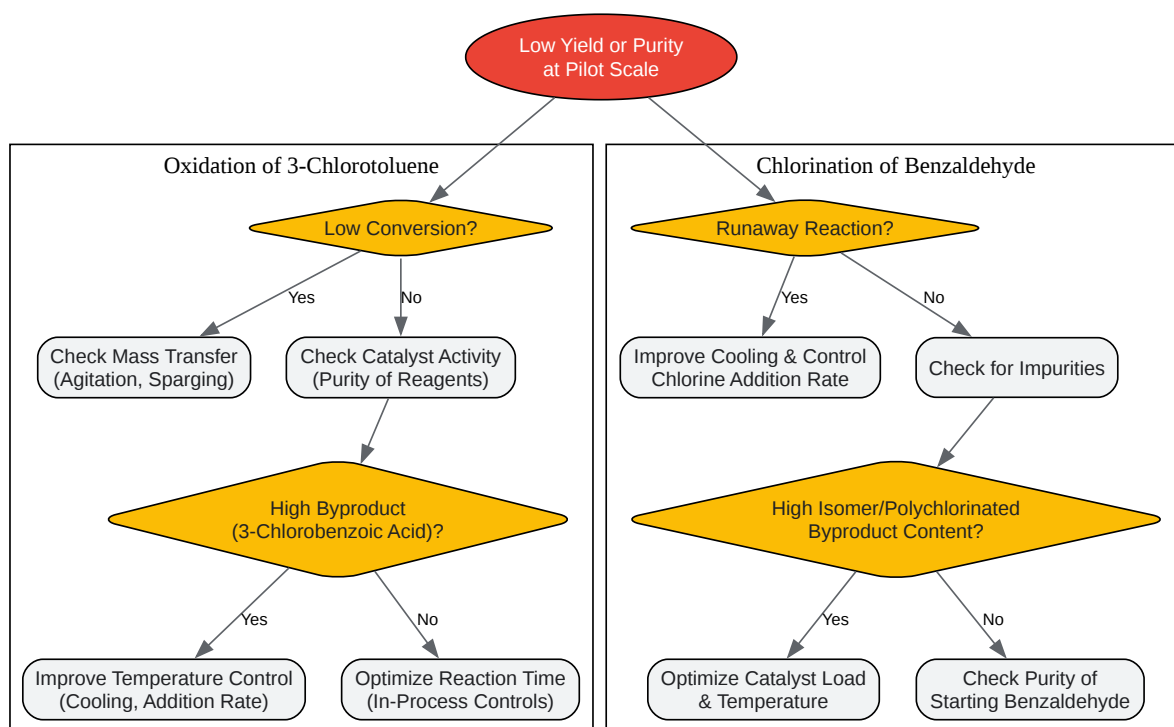 Low Yield or Purity
at Pilot Scale
Oxidation of 3-Chlorotoluene
Low Conversion?
Yes
No
Check Mass Transfer
(Agitation, Sparging)
Check Catalyst Activity
(Purity of Reagents)
High Byproduct
(3-Chlorobenzoic Acid)?
Yes
No
Improve Temperature Control
(Cooling, Addition Rate)
Optimize Reaction Time
(In-Process Controls)
Chlorination of Benzaldehyde
Runaway Reaction?
Yes
No
Improve Cooling & Control
Chlorine Addition Rate
Check for Impurities
High Isomer/Polychlorinated
Byproduct Content?
Yes
No
Optimize Catalyst Load
& Temperature
Check Purity of
Starting Benzaldehyde